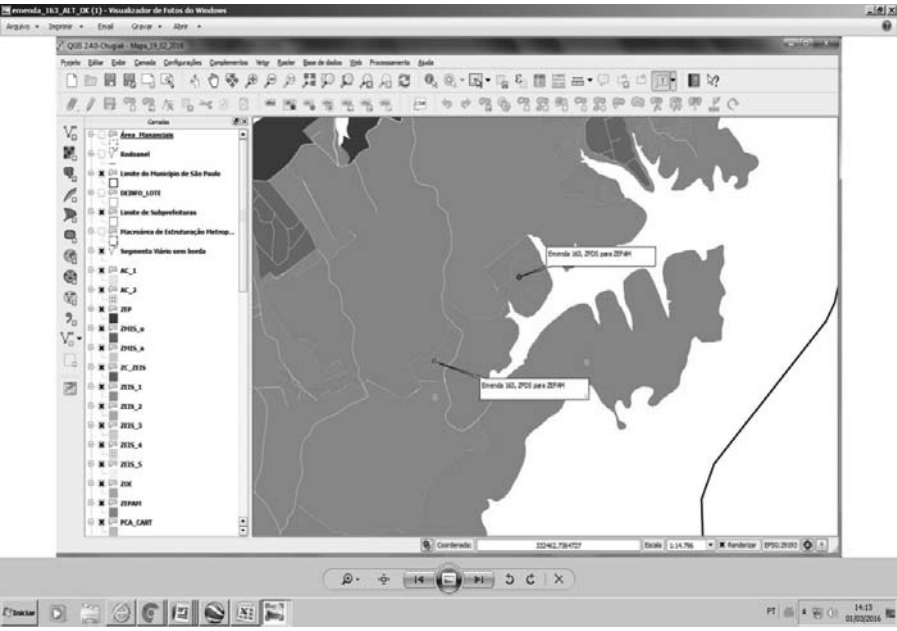 emenda_163_ALT_OK (1) - Visualizador de Fotos do Windows
Arquivo Imprimir Email Gravar Abrir
QGIS 2.4.0-Chugiak - Mapa_19_02_2016
Projeto Editar Exibir Camada Configurações Complementos Vetor Raster Base de dados Web Processamento Ajuda
Camadas
Área_Mananciais
Rodoanel
Limite do Município de São Paulo
DEINFO_LOTE
Limite de Subprefeituras
Macroárea de Estruturação Metrop...
Segmento Viário sem borda
AC_1
AC_2
ZEP
ZMIS_a
ZC_ZEIS
ZEIS_1
ZEIS_2
ZEIS_3
ZEIS_4
ZEIS_5
ZOE
ZEPAM
PCA_CART
Emenda 163, ZPDS para ZEPAM
Emenda 163, ZPDS para ZEPAM
Coordenada: 332462,7364727 Escala 1:14.796 Renderizar EPSG:29193
Iniciar
PT 14:13
01/03/2016